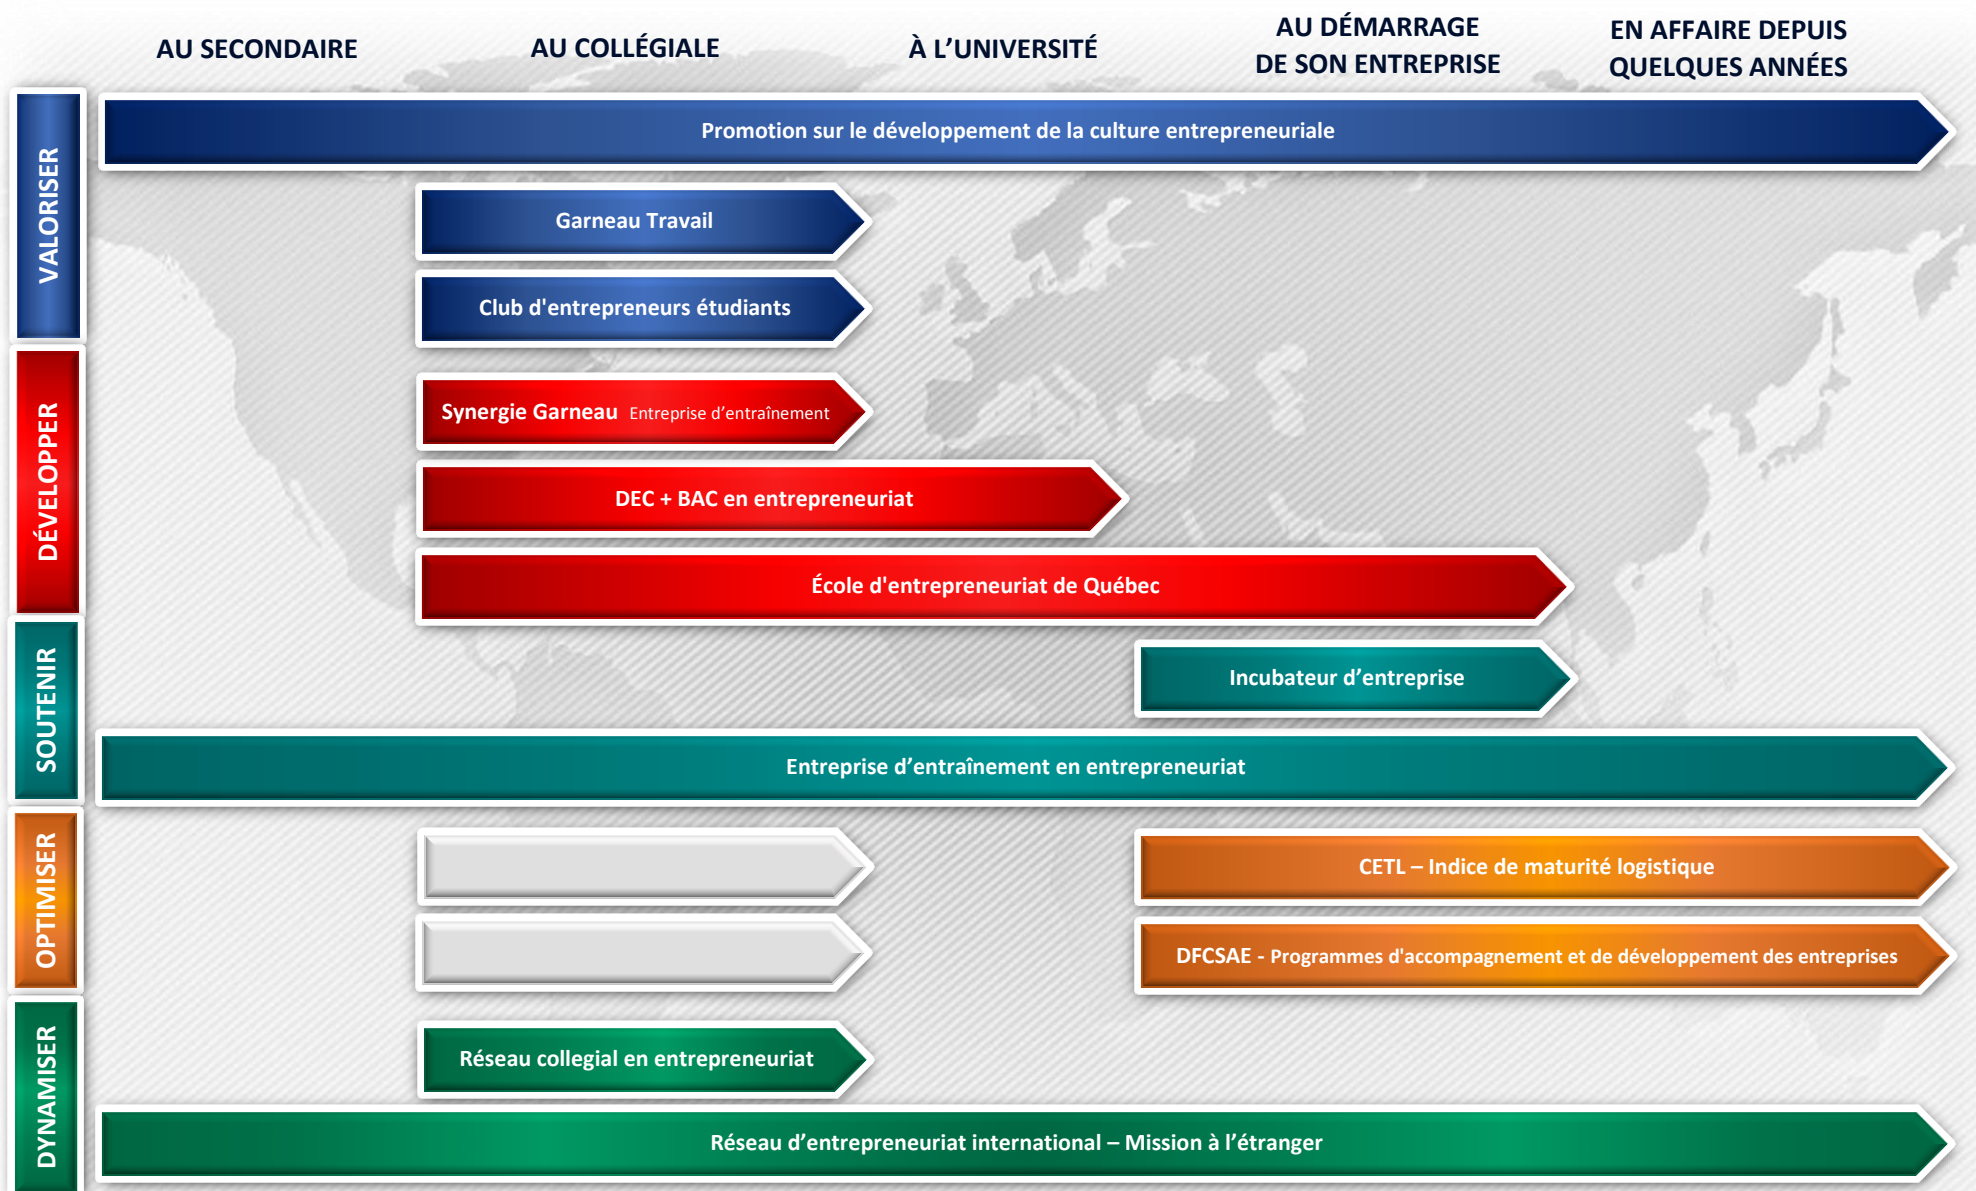 AU SECONDAIRE
AU COLLÉGIALE
À L’UNIVERSITÉ
AU DÉMARRAGE
DE SON ENTREPRISE
EN AFFAIRE DEPUIS
QUELQUES ANNÉES
VALORISER
Promotion sur le développement de la culture entrepreneuriale
Garneau Travail
Club d'entrepreneurs étudiants
DÉVELOPPER
Synergie Garneau Entreprise d’entraînement
DEC + BAC en entrepreneuriat
École d'entrepreneuriat de Québec
SOUTENIR
Incubateur d’entreprise
Entreprise d’entraînement en entrepreneuriat
OPTIMISER
CETL – Indice de maturité logistique
DFCSAE - Programmes d'accompagnement et de développement des entreprises
DYNAMISER
Réseau collegial en entrepreneuriat
Réseau d’entrepreneuriat international – Mission à l’étranger